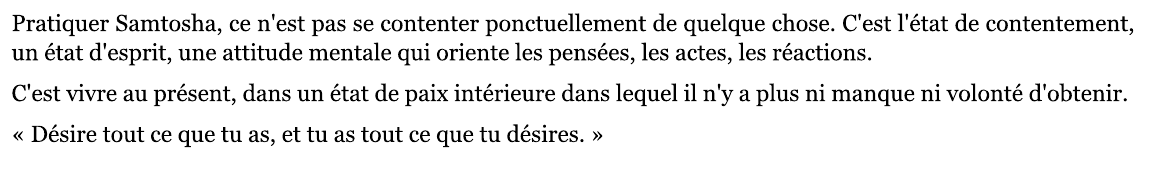 Pratiquer Samtosha, ce n'est pas se contenter ponctuellement de quelque chose. C'est l'état de contentement,
un état d'esprit, une attitude mentale qui oriente les pensées, les actes, les réactions.
C'est vivre au présent, dans un état de paix intérieure dans lequel il n'y a plus ni manque ni volonté d'obtenir.
« Désire tout ce que tu as, et tu as tout ce que tu désires. »